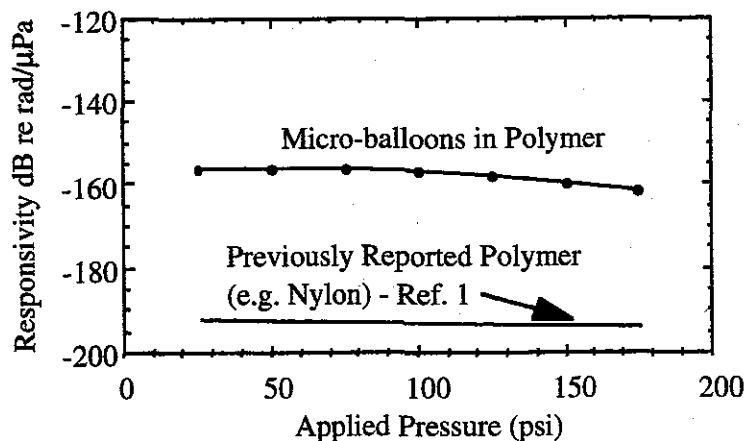 -120
-140
-160
-180
-200
Responsivity dB re rad/μPa
Micro-balloons in Polymer
Previously Reported Polymer
(e.g. Nylon) - Ref. 1
0
50
100
150
200
Applied Pressure (psi)